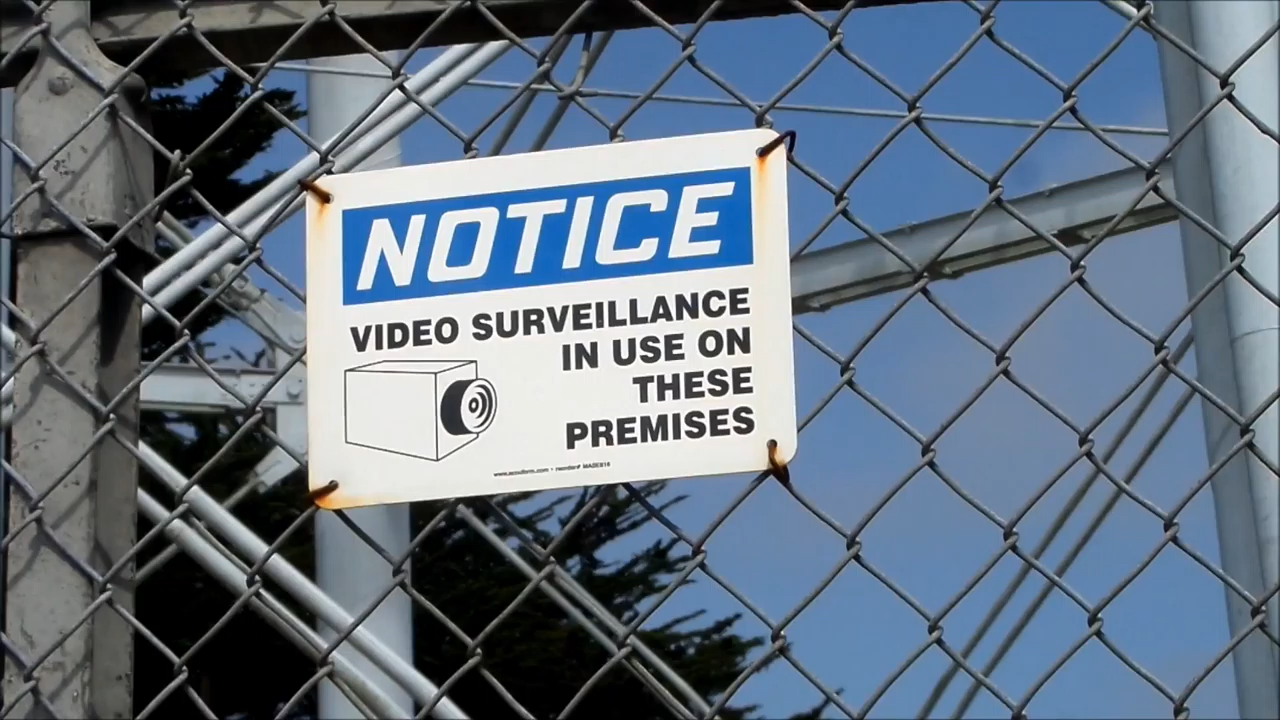 NOTICE
VIDEO SURVEILLANCE
IN USE ON
THESE
PREMISES